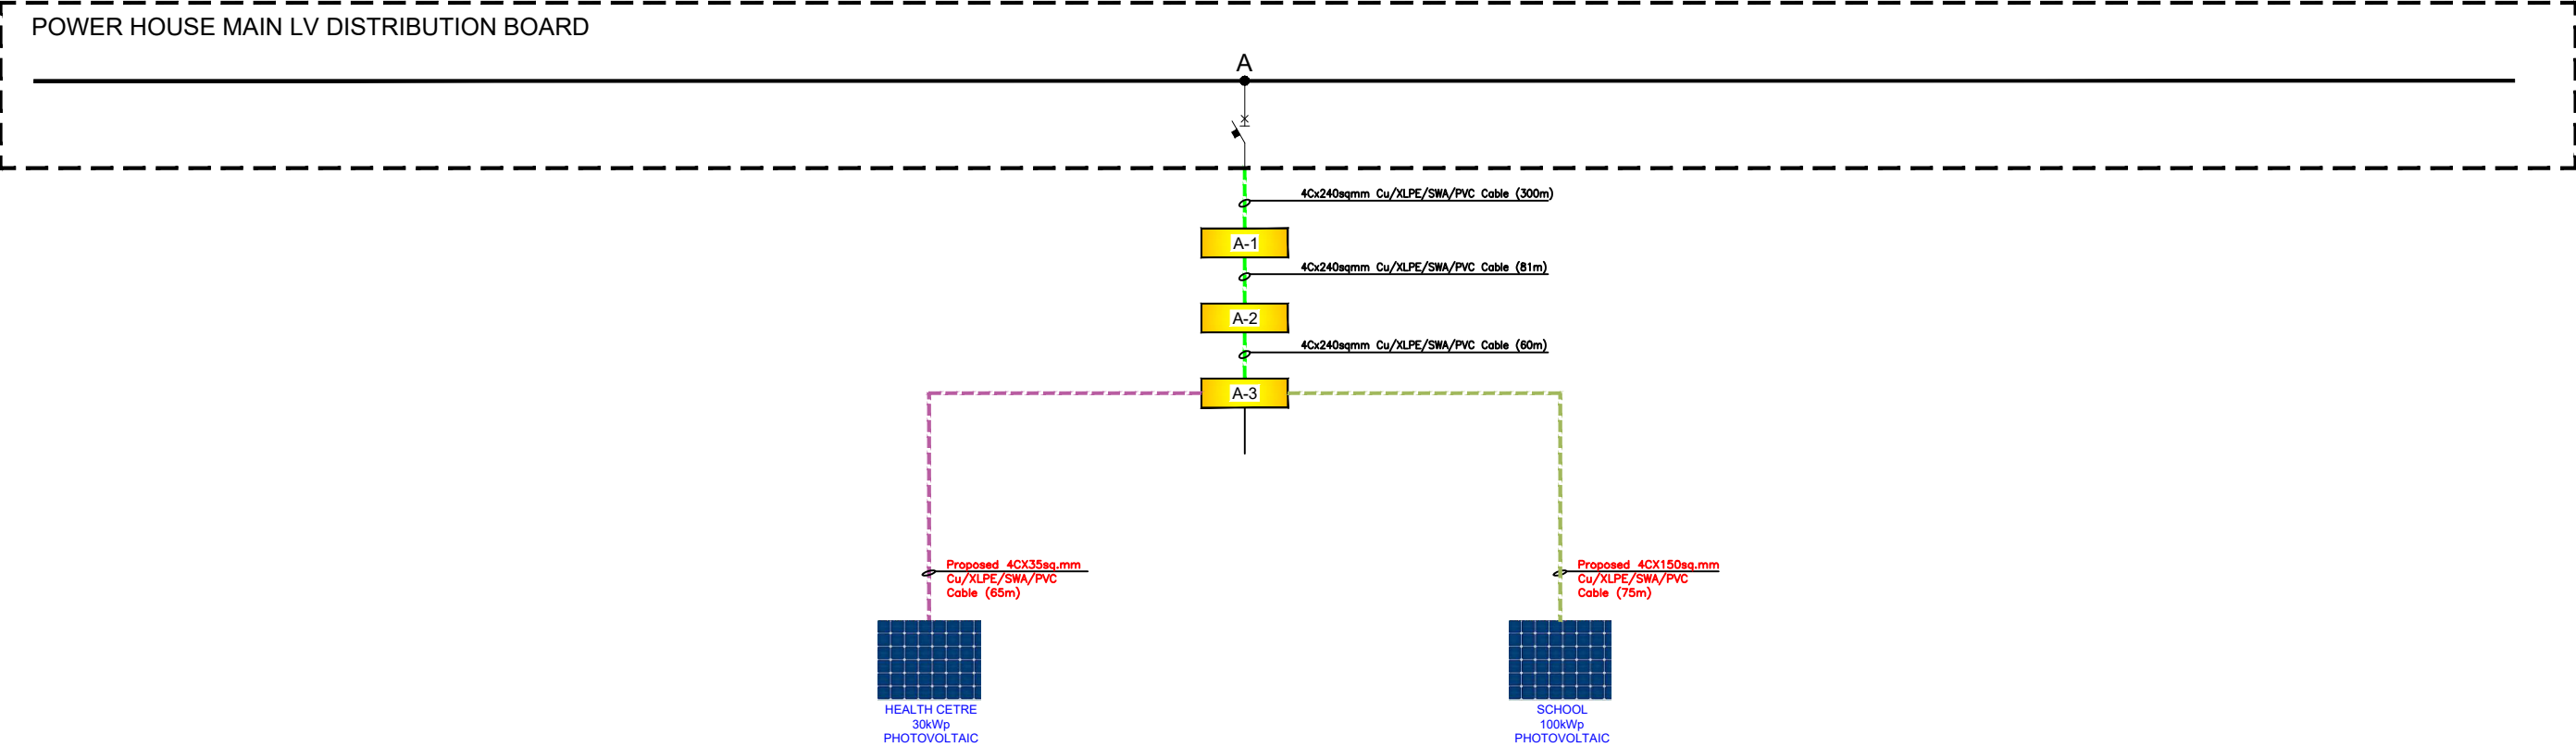 POWER HOUSE MAIN LV DISTRIBUTION BOARD
A
4Cx240sqmm Cu/XLPE/SWA/PVC Cable (300m)
A-1
4Cx240sqmm Cu/XLPE/SWA/PVC Cable (81m)
A-2
4Cx240sqmm Cu/XLPE/SWA/PVC Cable (60m)
A-3
Proposed 4CX35sq.mm
Cu/XLPE/SWA/PVC
Cable (65m)
Proposed 4CX150sq.mm
Cu/XLPE/SWA/PVC
Cable (75m)
HEALTH CETRE
30kWp
PHOTOVOLTAIC
SCHOOL
100kWp
PHOTOVOLTAIC